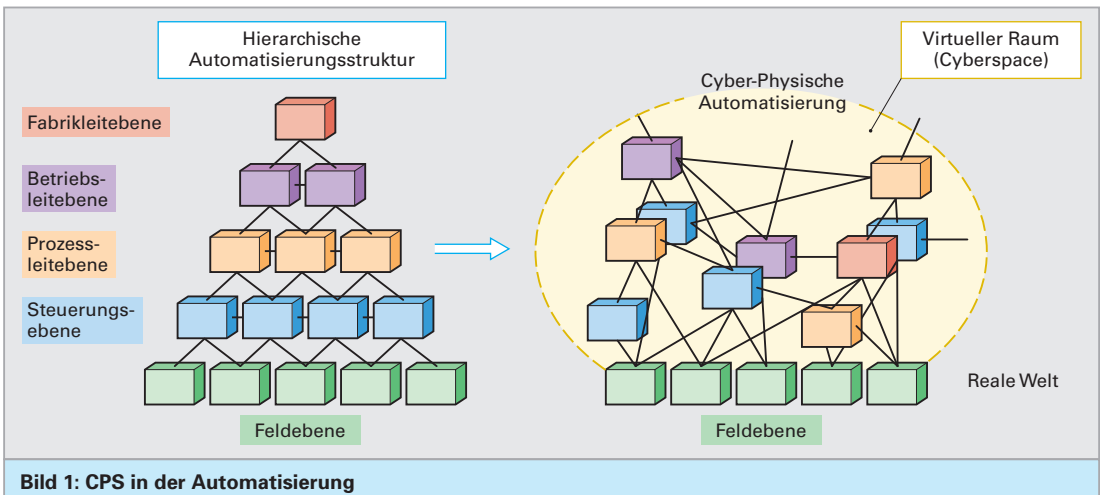 Hierarchische
Automatisierungsstruktur
Fabrikleitebene
Betriebs-
leitebene
Prozess-
leitebene
Steuerungs-
ebene
Feldebene
Virtueller Raum
(Cyberspace)
Cyber-Physische
Automatisierung
Reale Welt
Feldebene
Bild 1: CPS in der Automatisierung